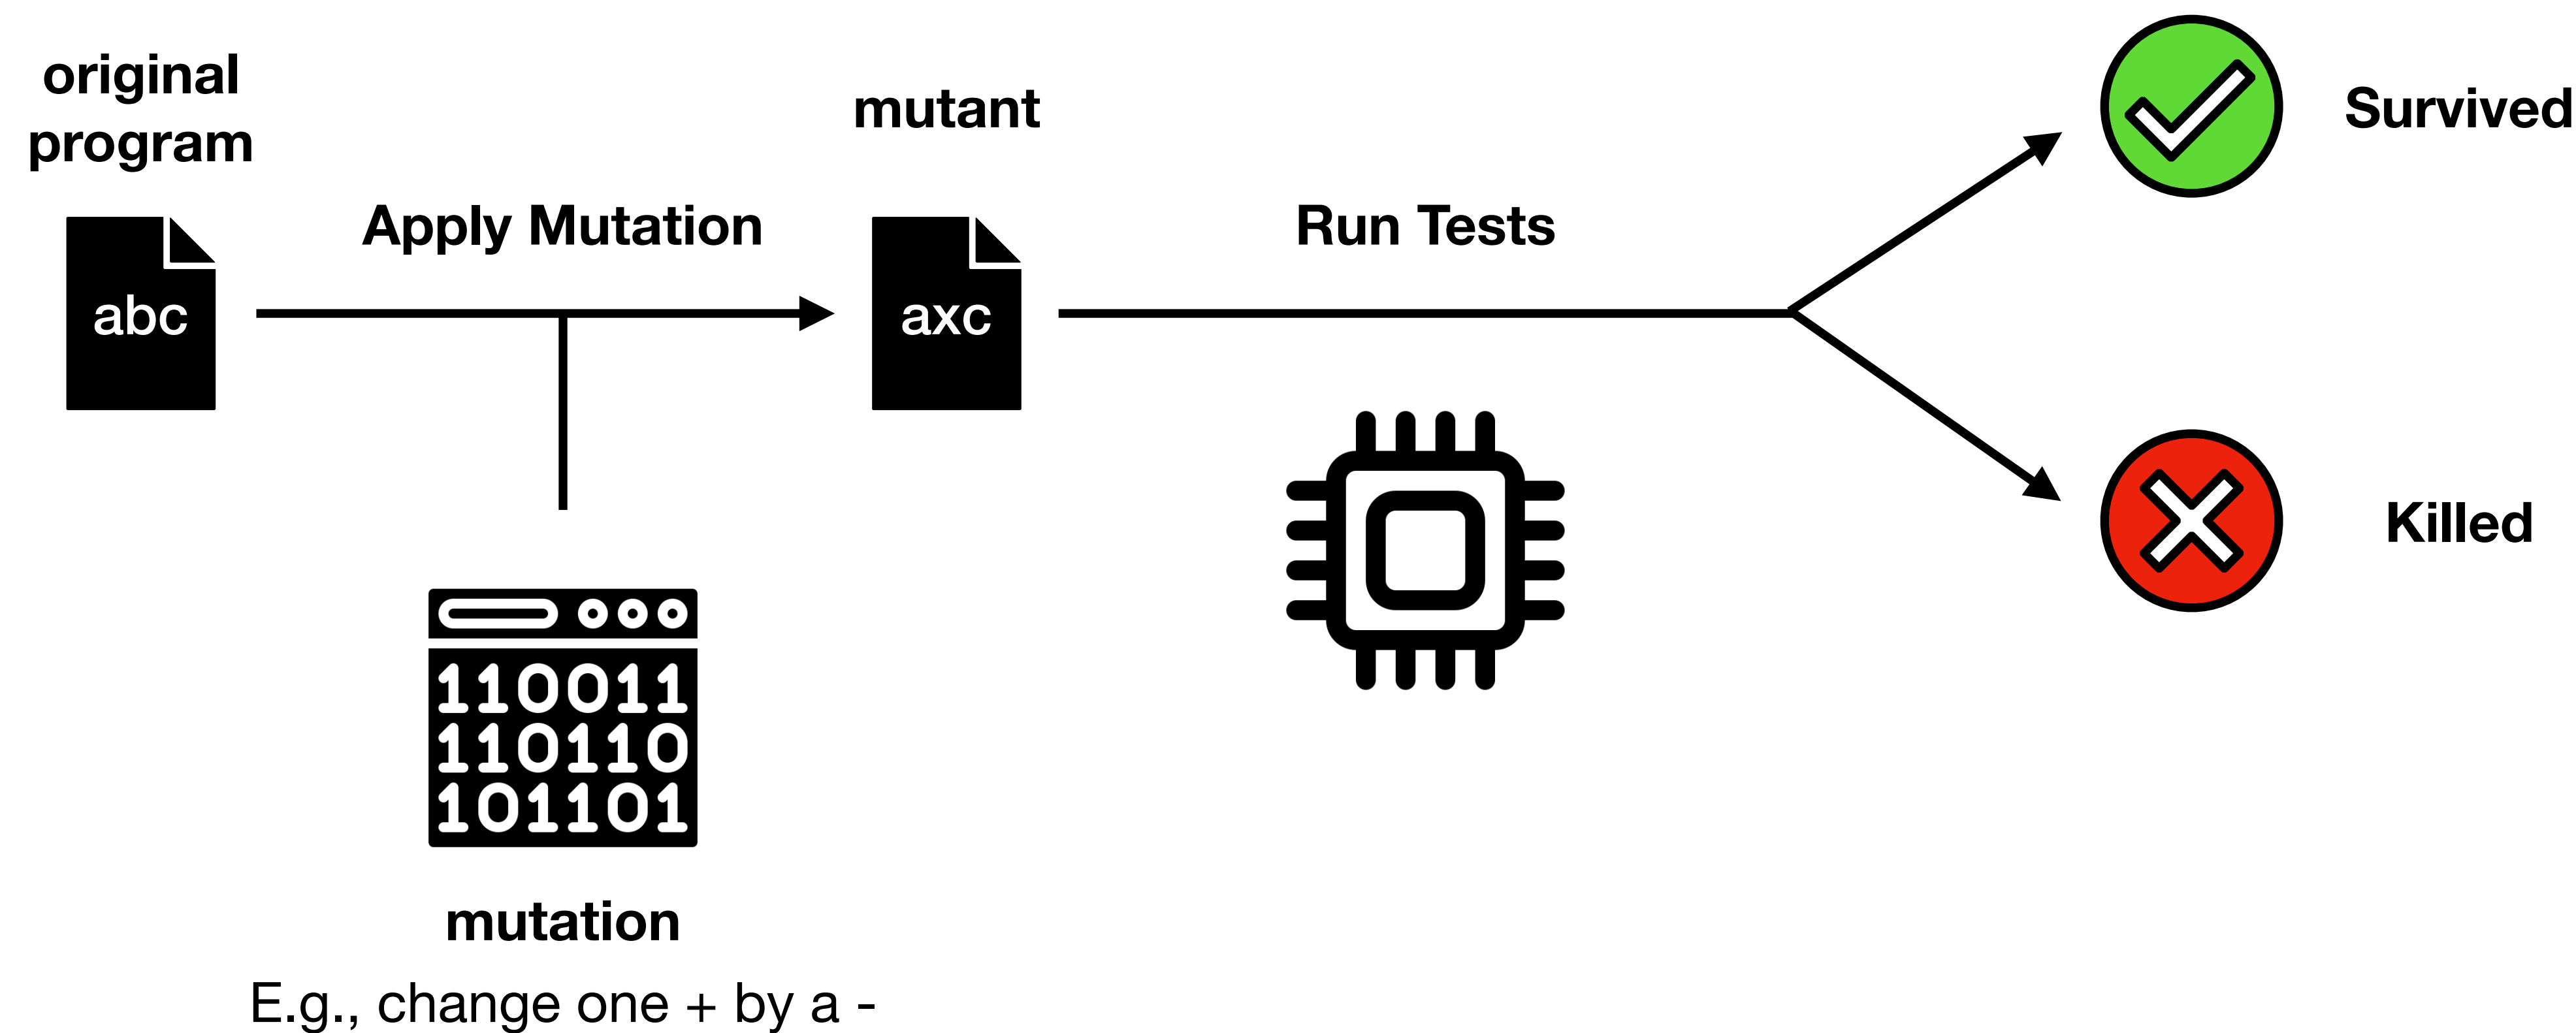 original
program
abc
Apply Mutation
mutant
axc
Run Tests
Survived
Killed
110011
110110
101101
mutation
E.g., change one + by a -